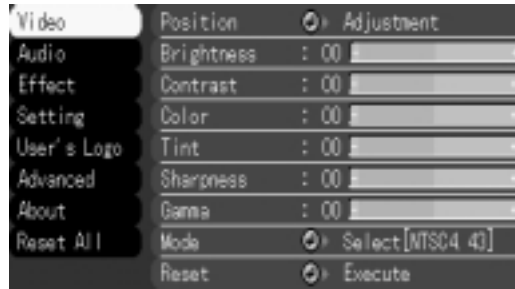 Video
Audio
Effect
Setting
User's Logo
Advanced
About
Reset All
Position Adjustment
Brightness : 00
Contrast : 00
Color : 00
Tint : 00
Sharpness : 00
Gamma : 00
Mode Select[NTSC4 43]
Reset Execute